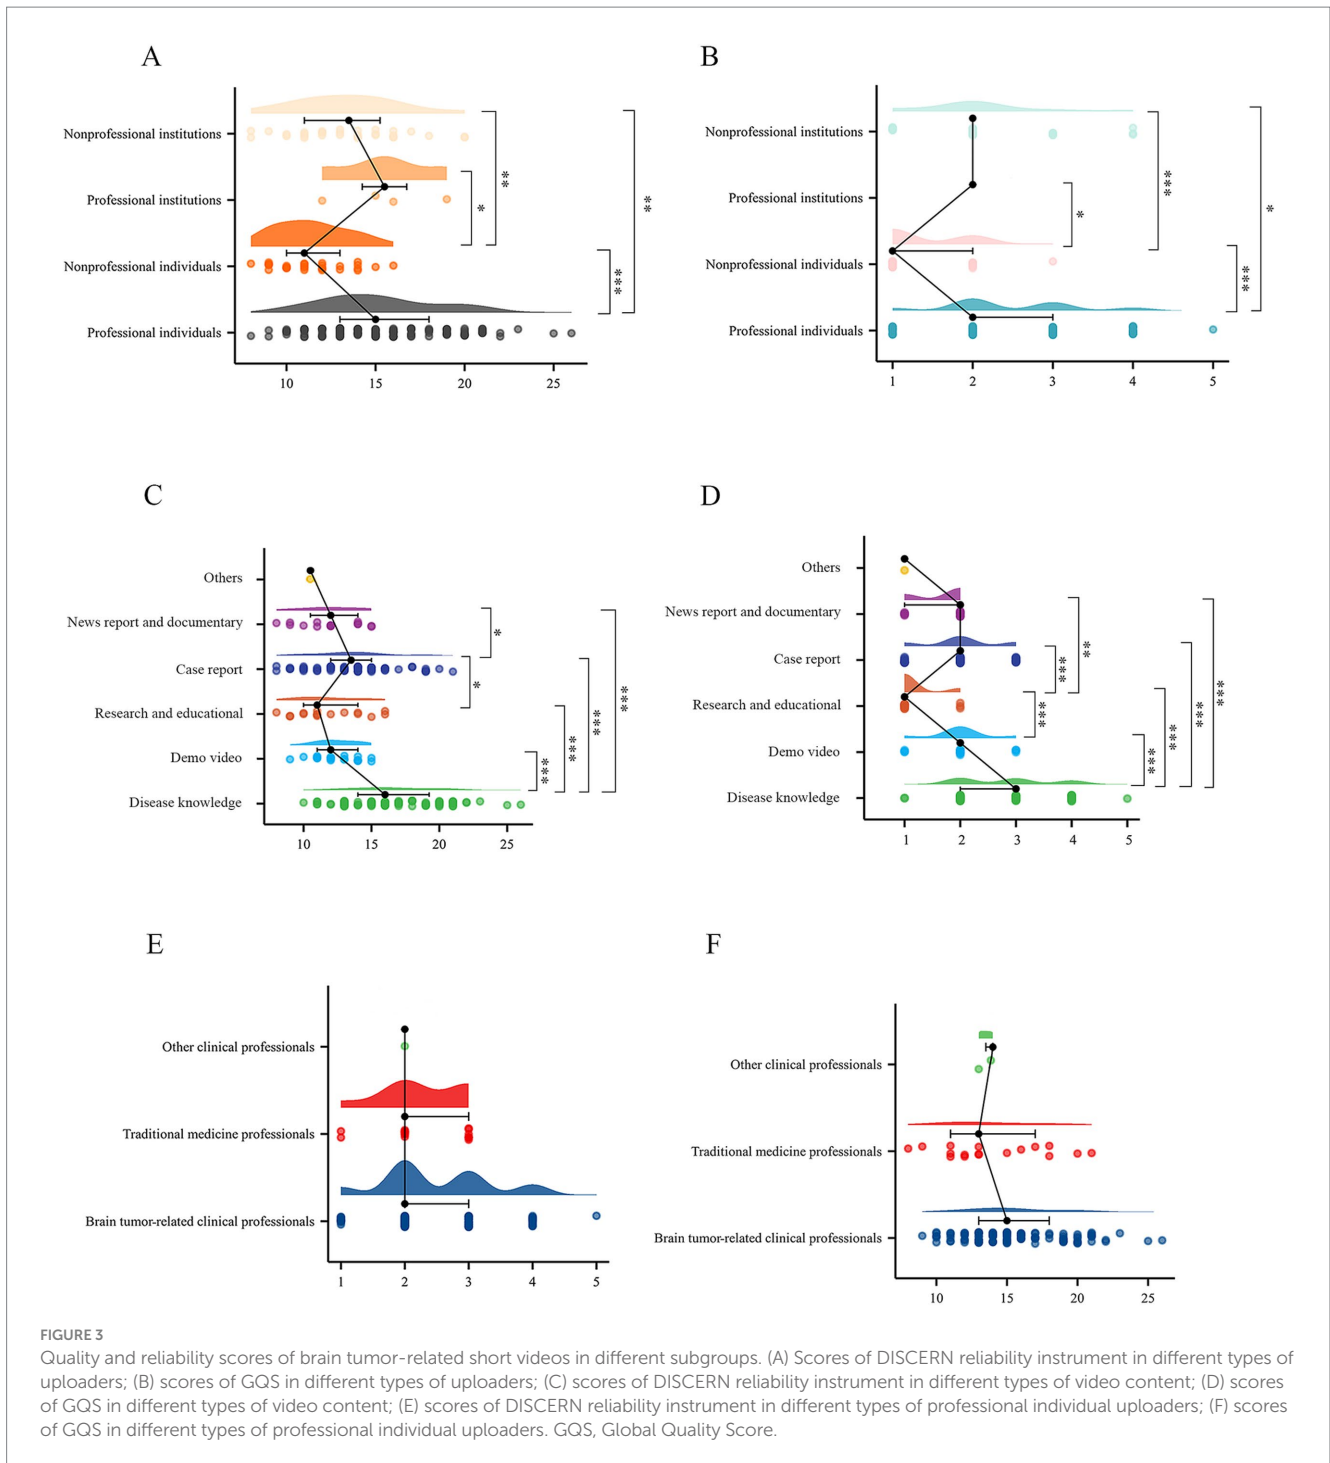 A
Nonprofessional institutions
Professional institutions
Nonprofessional individuals
Professional individuals
10 15 20 25
*
**
***
**
B
Nonprofessional institutions
Professional institutions
Nonprofessional individuals
Professional individuals
1 2 3 4 5
*
***
***
*
C
Others
News report and documentary
Case report
Research and educational
Demo video
Disease knowledge
10 15 20 25
*
*
***
***
***
***
D
Others
News report and documentary
Case report
Research and educational
Demo video
Disease knowledge
1 2 3 4 5
***
***
**
***
***
***
***
E
Other clinical professionals
Traditional medicine professionals
Brain tumor-related clinical professionals
1 2 3 4 5
F
Other clinical professionals
Traditional medicine professionals
Brain tumor-related clinical professionals
10 15 20 25
FIGURE 3
Quality and reliability scores of brain tumor-related short videos in different subgroups. (A) Scores of DISCERN reliability instrument in different types of
uploaders; (B) scores of GQS in different types of uploaders; (C) scores of DISCERN reliability instrument in different types of video content; (D) scores
of GQS in different types of video content; (E) scores of DISCERN reliability instrument in different types of professional individual uploaders; (F) scores
of GQS in different types of professional individual uploaders. GQS, Global Quality Score.